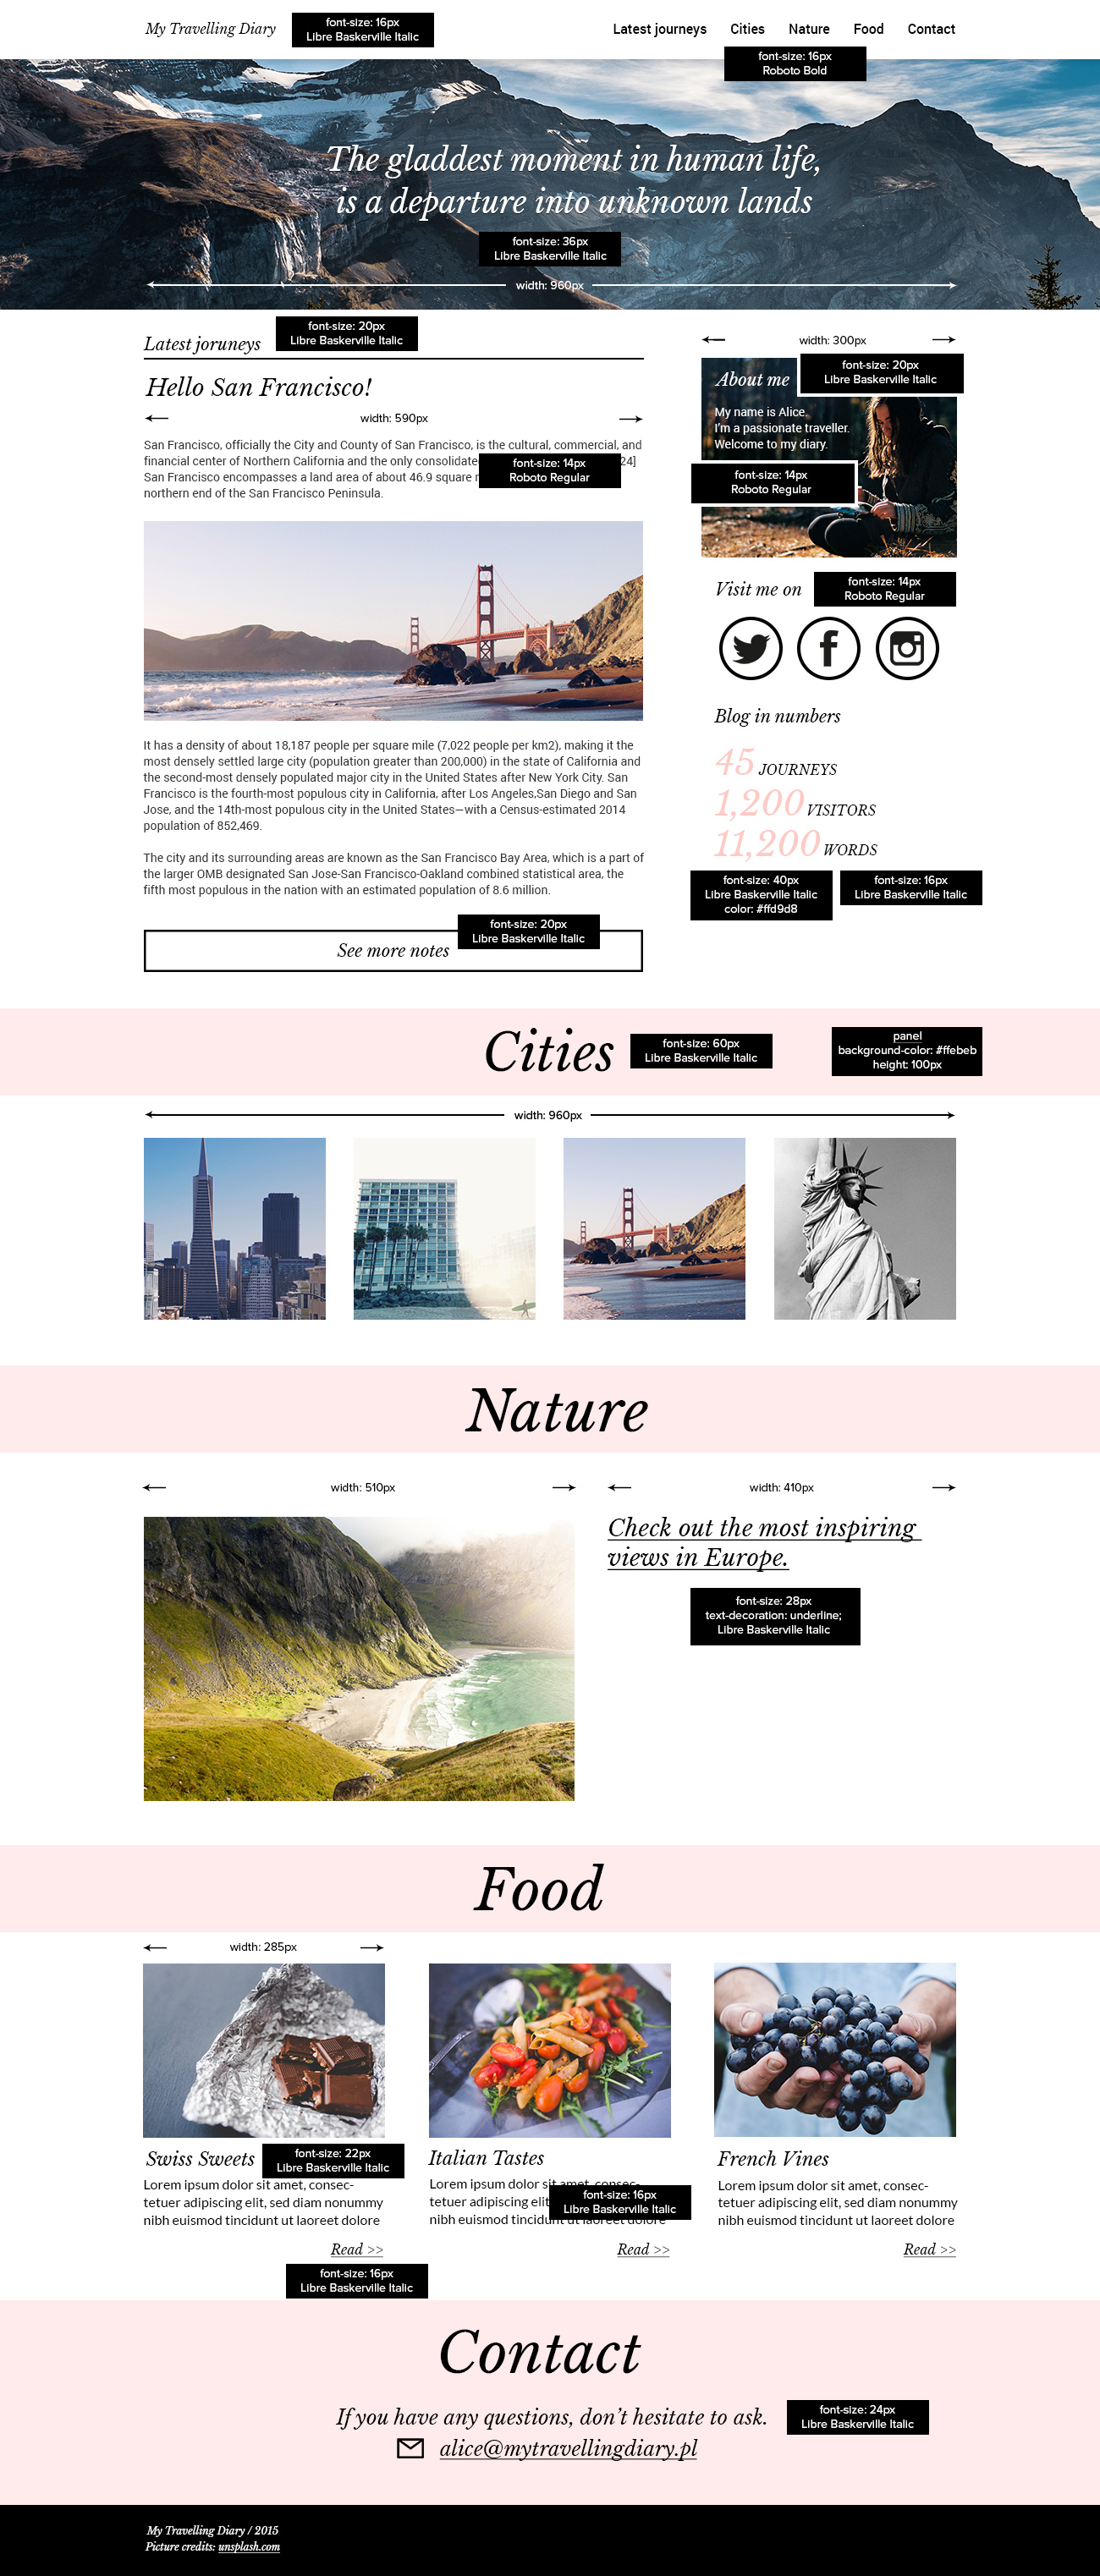 My Travelling Diary
font-size: 16px
Libre Baskerville Italic
Latest journeys Cities Nature Food Contact
font-size: 16px
Roboto Bold
The gladdest moment in human life,
is a departure into unknown lands
font-size: 36px
Libre Baskerville Italic
width: 960px
Latest joruneys
font-size: 20px
Libre Baskerville Italic
Hello San Francisco!
width: 590px
San Francisco, officially the City and County of San Francisco, is the cultural, commercial, and
financial center of Northern California and the only consolidate 24]
San Francisco encompasses a land area of about 46.9 square
northern end of the San Francisco Peninsula.
font-size: 14px
Roboto Regular
It has a density of about 18,187 people per square mile (7,022 people per km2), making it the
most densely settled large city (population greater than 200,000) in the state of California and
the second-most densely populated major city in the United States after New York City. San
Francisco is the fourth-most populous city in California, after Los Angeles,San Diego and San
Jose, and the 14th-most populous city in the United States—with a Census-estimated 2014
population of 852,469.
The city and its surrounding areas are known as the San Francisco Bay Area, which is a part of
the larger OMB designated San Jose-San Francisco-Oakland combined statistical area, the
fifth most populous in the nation with an estimated population of 8.6 million.
font-size: 20px
Libre Baskerville Italic
See more notes
width: 300px
About me
font-size: 20px
Libre Baskerville Italic
My name is Alice.
I'm a passionate traveller.
Welcome to my diary.
font-size: 14px
Roboto Regular
Visit me on
font-size: 14px
Roboto Regular
Blog in numbers
45 JOURNEYS
1,200 VISITORS
11,200 WORDS
font-size: 40px
Libre Baskerville Italic
color: #ffd9d8
font-size: 16px
Libre Baskerville Italic
Cities
font-size: 60px
Libre Baskerville Italic
panel
background-color: #ffebeb
height: 100px
width: 960px
Nature
width: 510px
width: 410px
Check out the most inspiring
views in Europe.
font-size: 28px
text-decoration: underline;
Libre Baskerville Italic
Food
width: 285px
Swiss Sweets
font-size: 22px
Libre Baskerville Italic
Lorem ipsum dolor sit amet, consec-
tetuer adipiscing elit, sed diam nonummy
nibh euismod tincidunt ut laoreet dolore
Read >>
font-size: 16px
Libre Baskerville Italic
Italian Tastes
Lorem ipsum dolor sit amet, consec-
tetuer adipiscing elit
nibh euismod tincidunt ut laoreet dolore
font-size: 16px
Libre Baskerville Italic
Read >>
French Vines
Lorem ipsum dolor sit amet, consec-
tetuer adipiscing elit, sed diam nonummy
nibh euismod tincidunt ut laoreet dolore
Read >>
Contact
If you have any questions, don't hesitate to ask.
font-size: 24px
Libre Baskerville Italic
alice@mytravellingdiary.pl
My Travelling Diary / 2015
Picture credits: unsplash.com